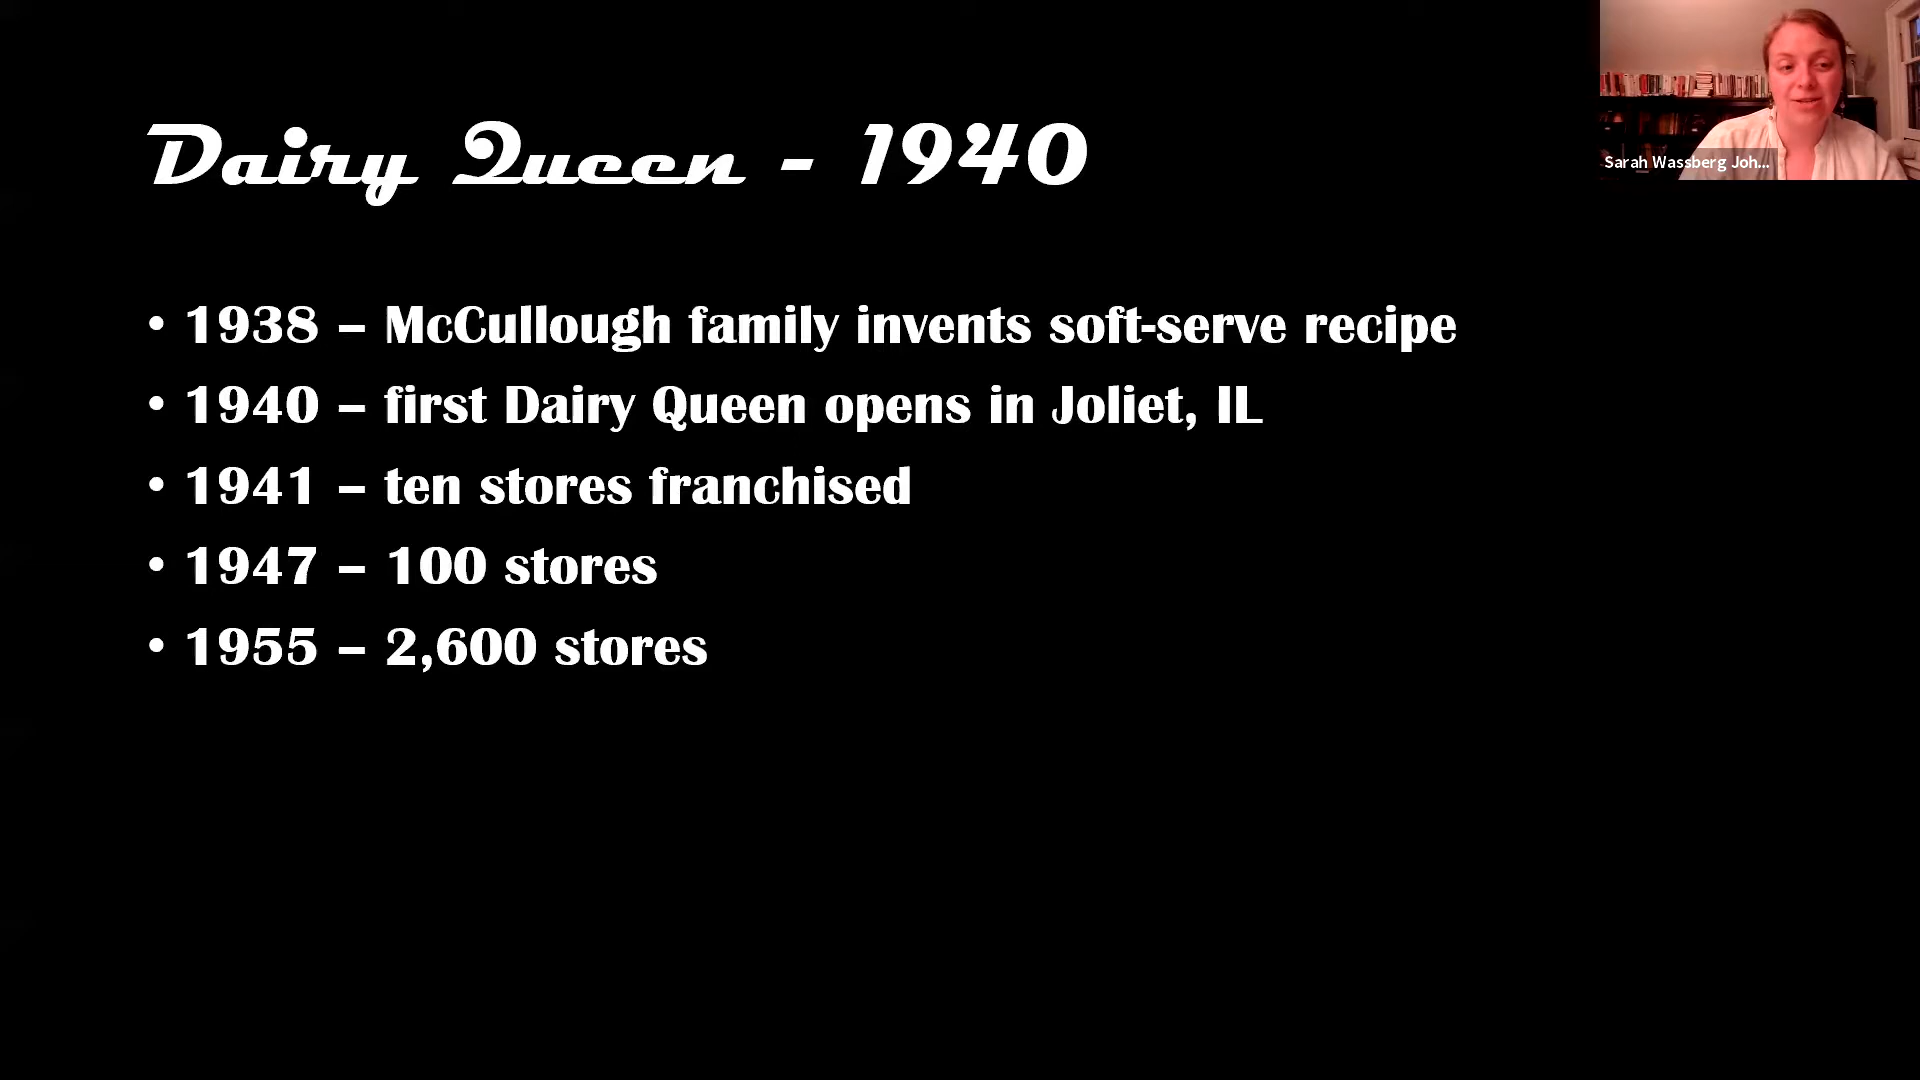 Dairy Queen - 1940
Sarah Wassberg Joh...
• 1938 – McCullough family invents soft-serve recipe
• 1940 – first Dairy Queen opens in Joliet, IL
• 1941 – ten stores franchised
• 1947 – 100 stores
• 1955 – 2,600 stores